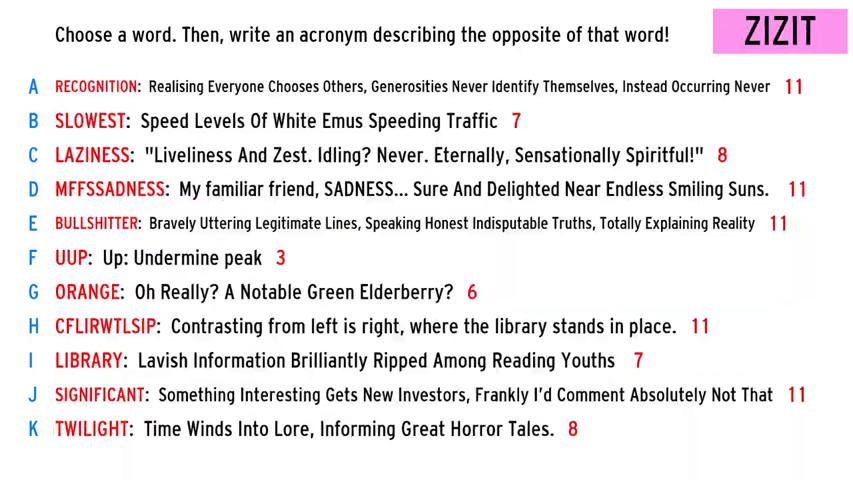 Choose a word. Then, write an acronym describing the opposite of that word!
ZIZIT
A RECOGNITION: Realising Everyone Chooses Others, Generosities Never Identify Themselves, Instead Occurring Never 11
B SLOWEST: Speed Levels Of White Emus Speeding Traffic 7
C LAZINESS: "Liveliness And Zest. Idling? Never. Eternally, Sensationally Spiritful!" 8
D MFFSSADNESS: My familiar friend, SADNESS... Sure And Delighted Near Endless Smiling Suns. 11
E BULLSHITTER: Bravely Uttering Legitimate Lines, Speaking Honest Indisputable Truths, Totally Explaining Reality 11
F UUP: Up: Undermine peak 3
G ORANGE: Oh Really? A Notable Green Elderberry? 6
H CFLIRWTLSIP: Contrasting from left is right, where the library stands in place. 11
I LIBRARY: Lavish Information Brilliantly Ripped Among Reading Youths 7
J SIGNIFICANT: Something Interesting Gets New Investors, Frankly I'd Comment Absolutely Not That 11
K TWILIGHT: Time Winds Into Lore, Informing Great Horror Tales. 8